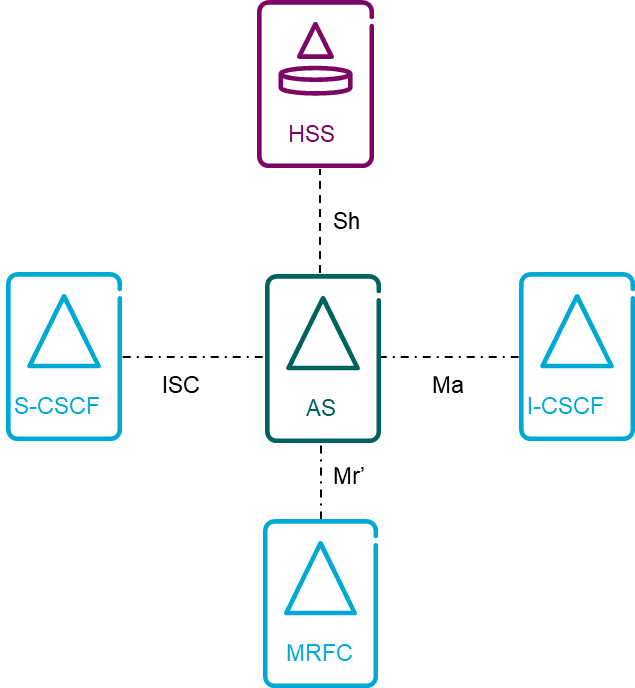 HSS
Sh
ISC
Ma
S-CSCF
AS
I-CSCF
Mr’
MRFC